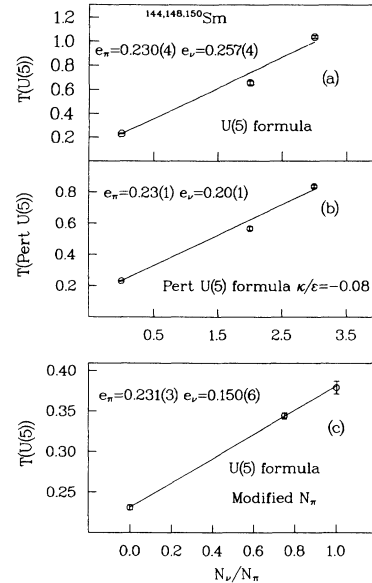 144,148,150Sm
1.2
1.0
0.8
0.6
0.4
0.2
T(U(5))
eπ=0.230(4) eν=0.257(4)
(a)
U(5) formula
0.8
0.6
0.4
0.2
T(Pert U(5))
eπ=0.23(1) eν=0.20(1)
(b)
Pert U(5) formula κ/ε=−0.08
0.5 1.5 2.5 3.5
0.40
0.35
0.30
0.25
T(U(5))
eπ=0.231(3) eν=0.150(6)
(c)
U(5) formula
Modified Nπ
0.0 0.2 0.4 0.6 0.8 1.0
Nν/Nπ